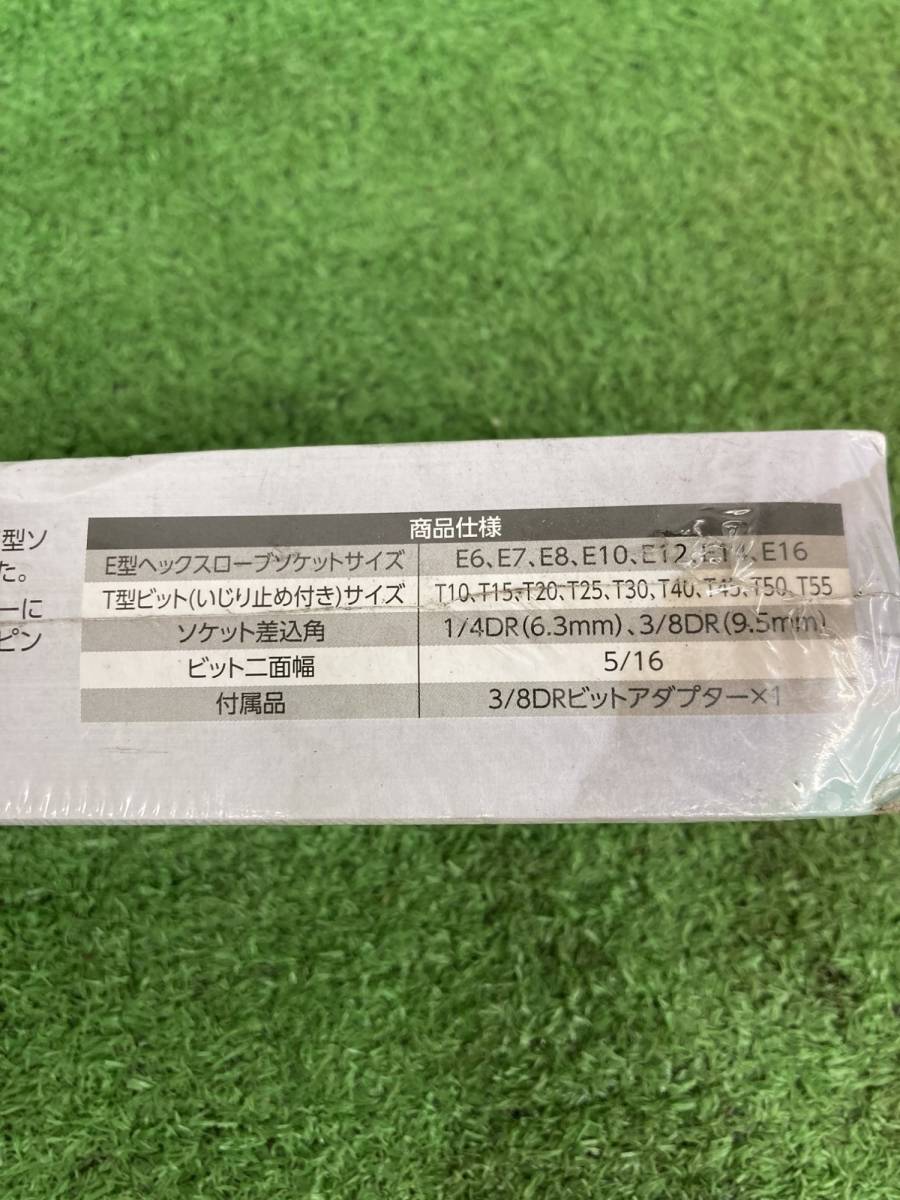 型ソ
た。
ーに
ピン
商品仕様
E型ヘックスローブソケットサイズ E6、E7、E8、E10、E12、E14、E16
T型ビット(いじり止め付き)サイズ T10、T15、T20、T25、T30、T40、T45、T50、T55
ソケット差込角 1/4DR(6.3mm)、3/8DR(9.5mm)
ビット二面幅 5/16
付属品 3/8DRビットアダプター×1